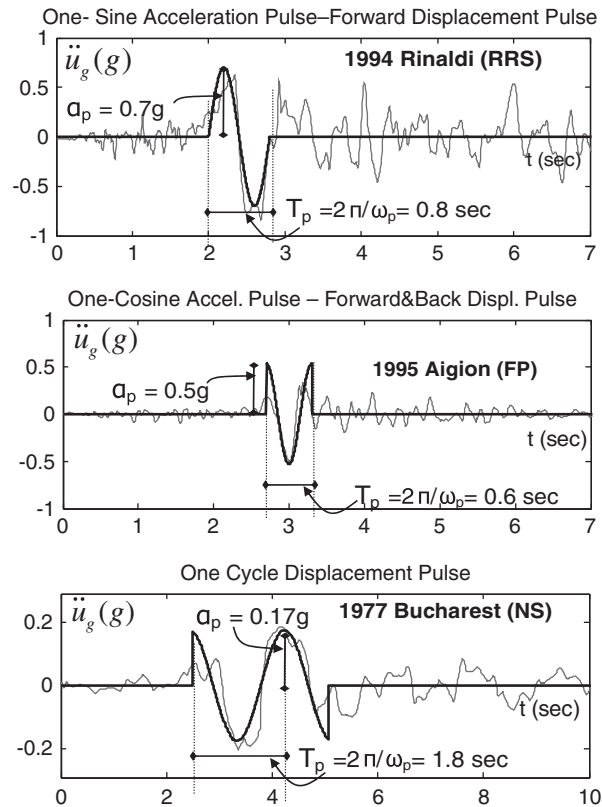 One- Sine Acceleration Pulse–Forward Displacement Pulse
1
0.5
0
-0.5
-1
ü_g(g)
1994 Rinaldi (RRS)
α_p = 0.7g
t (sec)
T_p =2π/ω_p= 0.8 sec
0 1 2 3 4 5 6 7
One-Cosine Accel. Pulse – Forward&Back Displ. Pulse
1
0.5
0
-0.5
-1
ü_g(g)
1995 Aigion (FP)
α_p = 0.5g
t (sec)
T_p =2π/ω_p= 0.6 sec
0 1 2 3 4 5 6 7
One Cycle Displacement Pulse
0.2
0
-0.2
ü_g(g)
1977 Bucharest (NS)
α_p = 0.17g
t (sec)
T_p =2π/ω_p= 1.8 sec
0 2 4 6 8 10